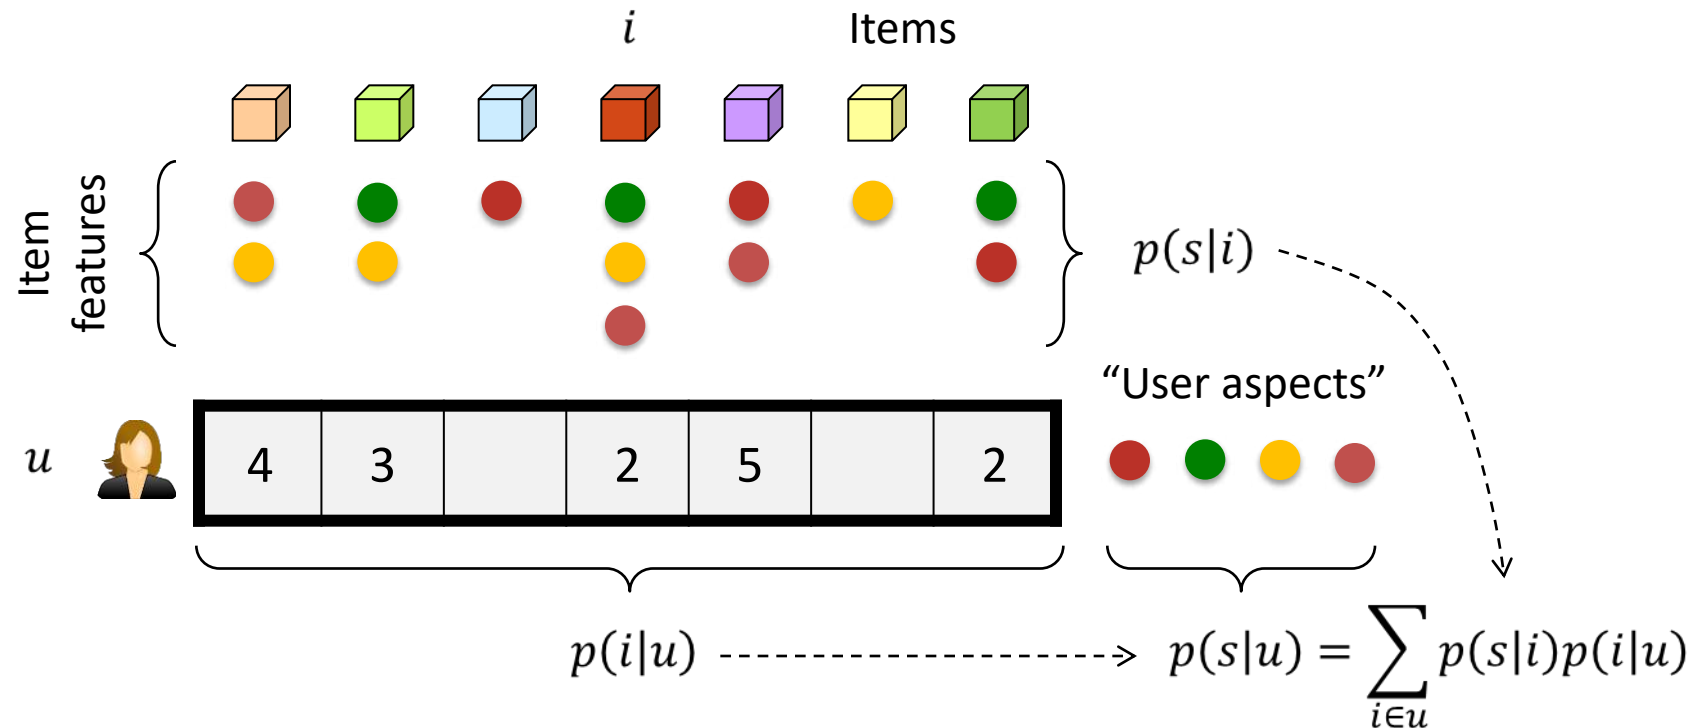 i Items
Item
features
p(s|i)
“User aspects”
u 4 3 2 5 2
p(i|u) p(s|u) = ∑ p(s|i)p(i|u)
i∈u